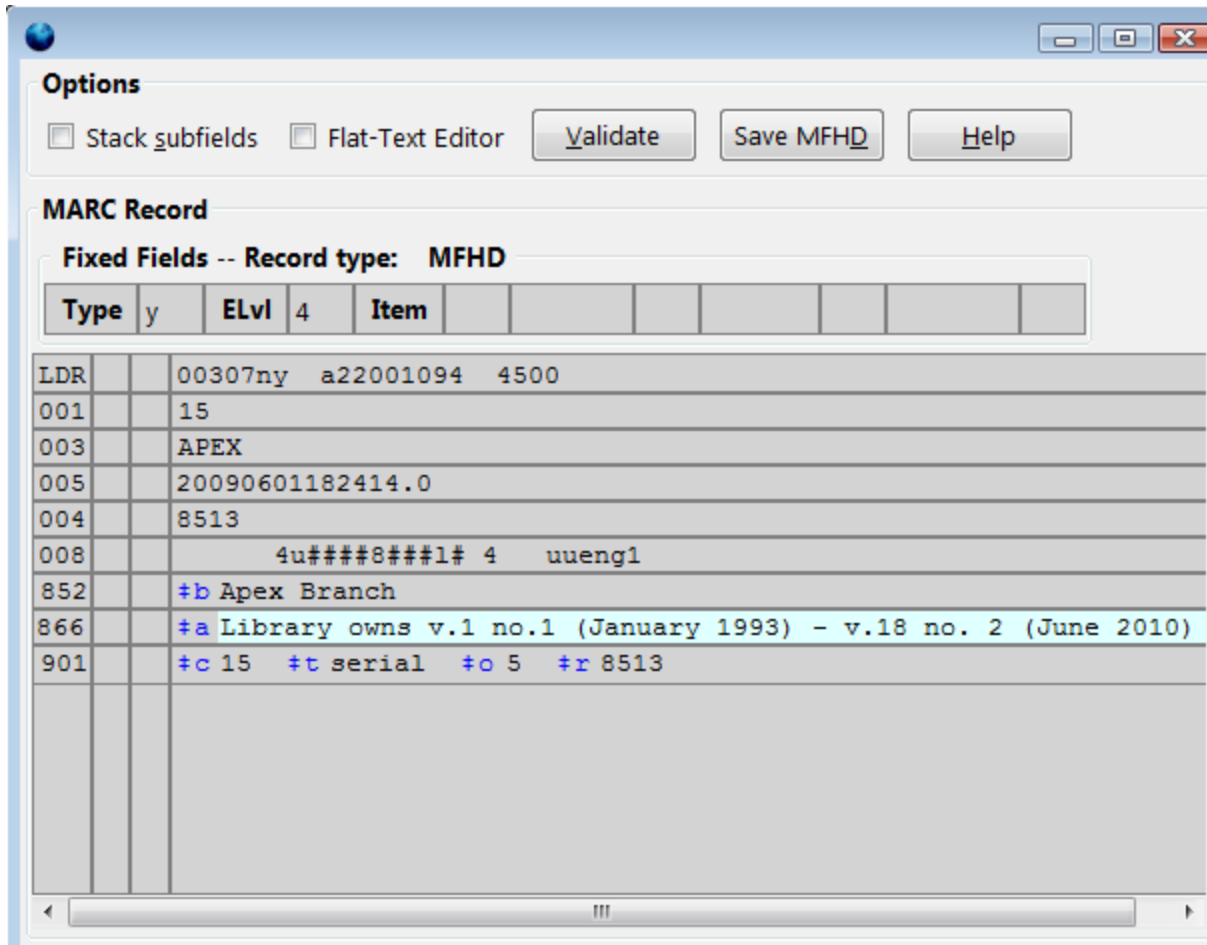 Options
Stack subfields Flat-Text Editor Validate Save MFHD Help
MARC Record
Fixed Fields -- Record type: MFHD
Type y ELvl 4 Item
LDR 00307ny  a22001094  4500
001 15
003 APEX
005 20090601182414.0
004 8513
008       4u####8###l# 4   uueng1
852 ‡b Apex Branch
866 ‡a Library owns v.1 no.1 (January 1993) - v.18 no. 2 (June 2010)
901 ‡c 15 ‡t serial ‡o 5 ‡r 8513